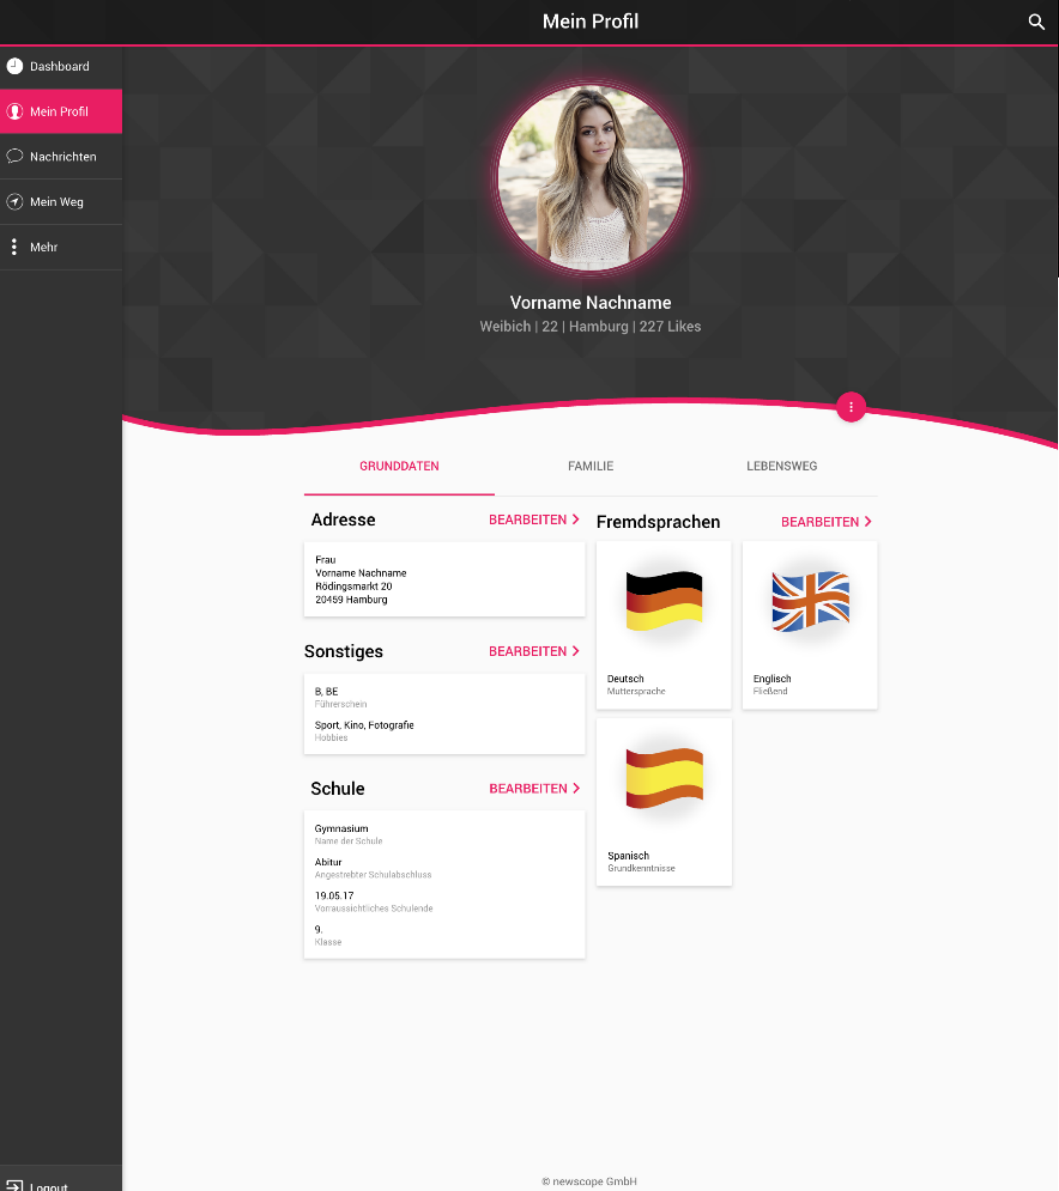 Mein Profil
Dashboard
Mein Profil
Nachrichten
Mein Weg
Mehr
Vorname Nachname
Weibich | 22 | Hamburg | 227 Likes
GRUNDDATEN
FAMILIE
LEBENSWEG
Adresse
BEARBEITEN
Frau
Vorname Nachname
Rödingsmarkt 20
20459 Hamburg
Sonstiges
BEARBEITEN
B, BE
Führerschein
Sport, Kino, Fotografie
Hobbies
Schule
BEARBEITEN
Gymnasium
Name der Schule
Abitur
Angestrebter Schulabschluss
19.05.17
Vorraussichtliches Schulende
9.
Klasse
Fremdsprachen
BEARBEITEN
Deutsch
Muttersprache
Englisch
Fließend
Spanisch
Grundkenntnisse
Logout
© newscope GmbH